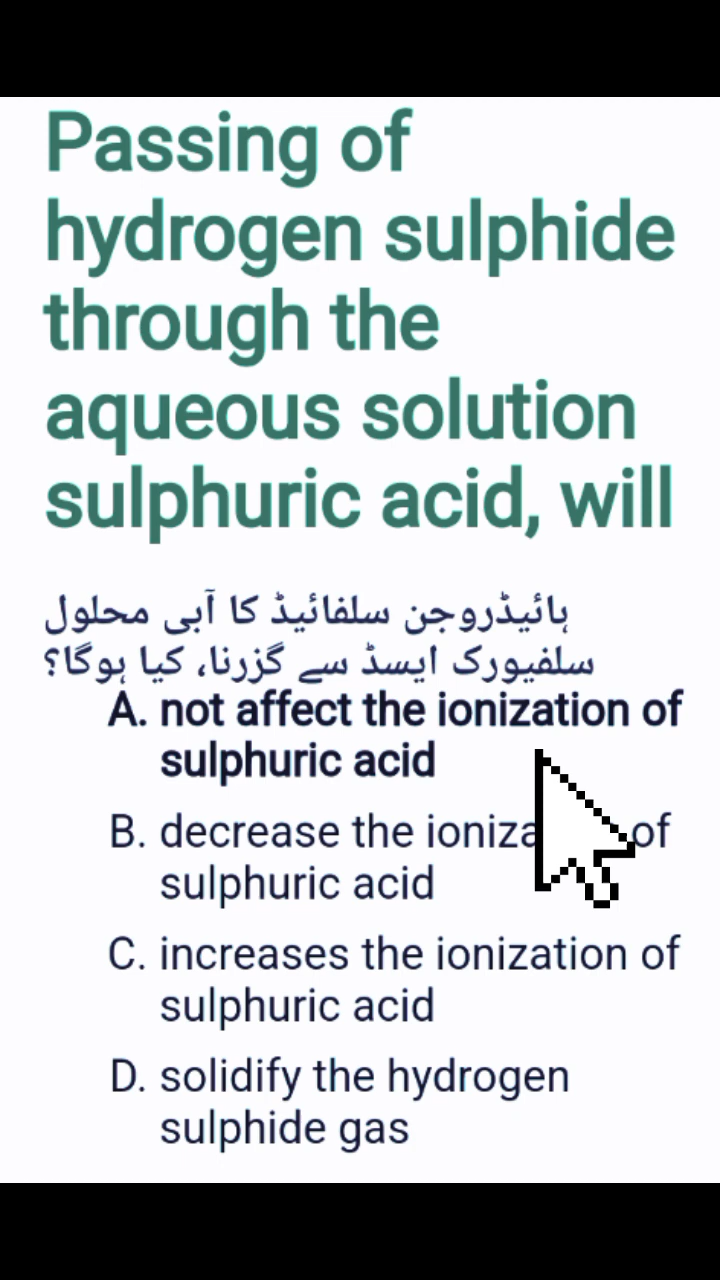 Passing of
hydrogen sulphide
through the
aqueous solution
sulphuric acid, will
ہائیڈروجن سلفائیڈ کا آبی محلول
سلفیورک ایسڈ سے گزرنا، کیا ہوگا؟
A. not affect the ionization of
sulphuric acid
B. decrease the ioniza of
sulphuric acid
C. increases the ionization of
sulphuric acid
D. solidify the hydrogen
sulphide gas